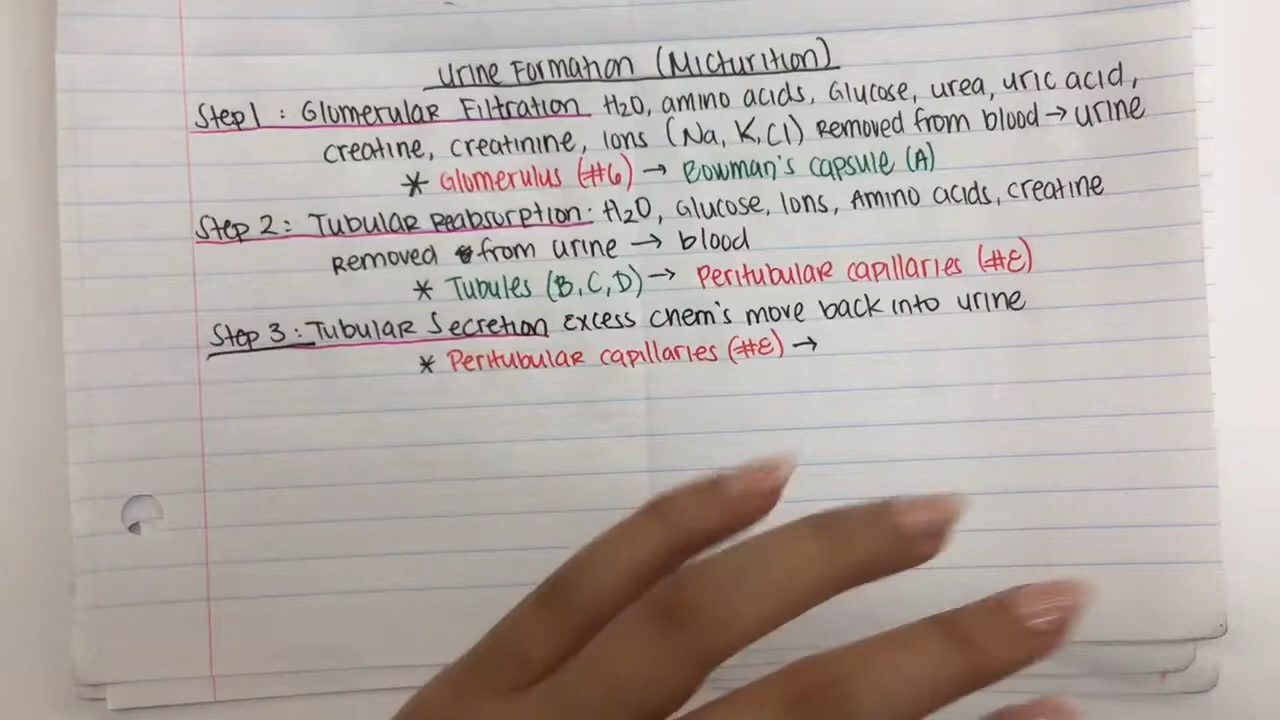 Urine Formation (Micturition)
Step 1: Glomerular Filtration H₂O, amino acids, Glucose, urea, uric acid,
creatine, creatinine, Ions (Na, K, Cl) Removed from blood → urine
* Glomerulus (#6) → Bowman's capsule (A)
Step 2: Tubular Reabsorption: H₂O, Glucose, Ions, Amino acids, creatine
Removed from urine → blood
* Tubules (B, C, D) → Peritubular capillaries (#8)
Step 3: Tubular Secretion Excess chem's move back into urine
* Peritubular capillaries (#8) →